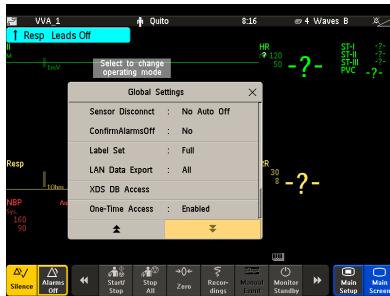 VVA_1 Quito 8:16 4 Waves B
Resp Leads Off
II
1mV
Select to change
operating mode
HR
120
50
-?-
ST-I -?-
ST-II -?-
ST-III -?-
PVC -?-
Global Settings
Sensor Disconnct : No Auto Off
ConfirmAlarmsOff : No
Label Set : Full
LAN Data Export : All
XDS DB Access
One-Time Access : Enabled
Resp
1Ohm
RR
30
8
-?-
NBP
Sys.
160
90
Silence
Alarms
Off
Start/
Stop
Stop
All
Zero
Recor-
dings
Manual
Event
Monitor
Standby
Main
Setup
Main
Screen